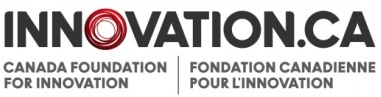 INNOVATION.CA
CANADA FOUNDATION
FOR INNOVATION
FONDATION CANADIENNE
POUR L'INNOVATION